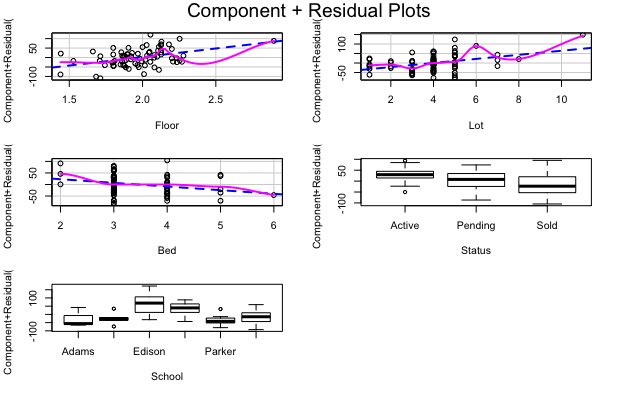 Component + Residual Plots
Component+Residual(
-100
50
1.5
2.0
2.5
Floor
Component+Residual(
-50
100
2
4
6
8
10
Lot
Component+Residual(
-50
50
2
3
4
5
6
Bed
Component+Residual(
-100
50
Active
Pending
Sold
Status
Component+Residual(
-100
100
Adams
Edison
Parker
School